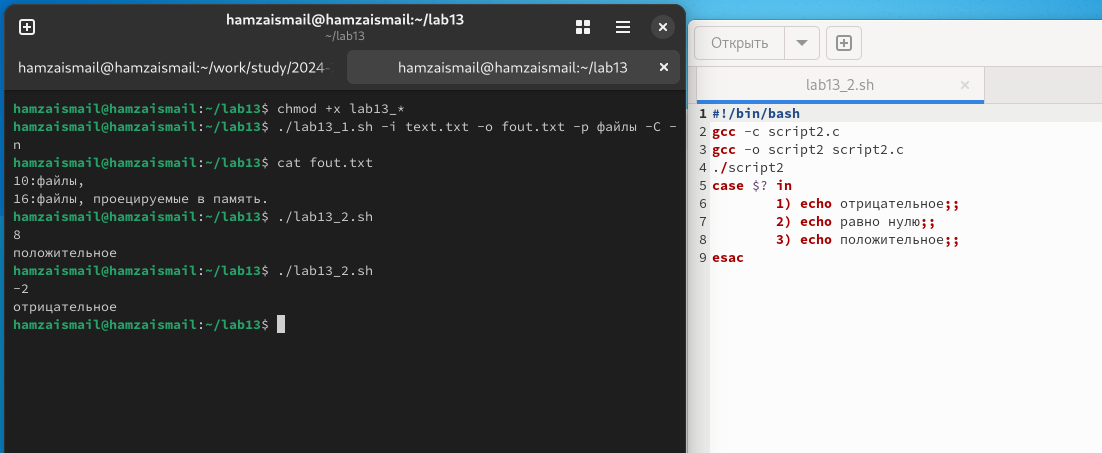 hamzaismail@hamzaismail:~/lab13
~/lab13
hamzaismail@hamzaismail:~/work/study/2024-
hamzaismail@hamzaismail:~/lab13
hamzaismail@hamzaismail:~/lab13$ chmod +x lab13_*
hamzaismail@hamzaismail:~/lab13$ ./lab13_1.sh -i text.txt -o fout.txt -p файлы -C -
n
hamzaismail@hamzaismail:~/lab13$ cat fout.txt
10:файлы,
16:файлы, проецируемые в память.
hamzaismail@hamzaismail:~/lab13$ ./lab13_2.sh
8
положительное
hamzaismail@hamzaismail:~/lab13$ ./lab13_2.sh
-2
отрицательное
hamzaismail@hamzaismail:~/lab13$
Открыть
lab13_2.sh
1 #!/bin/bash
2 gcc -c script2.c
3 gcc -o script2 script2.c
4 ./script2
5 case $? in
6 1) echo отрицательное;;
7 2) echo равно нулю;;
8 3) echo положительное;;
9 esac